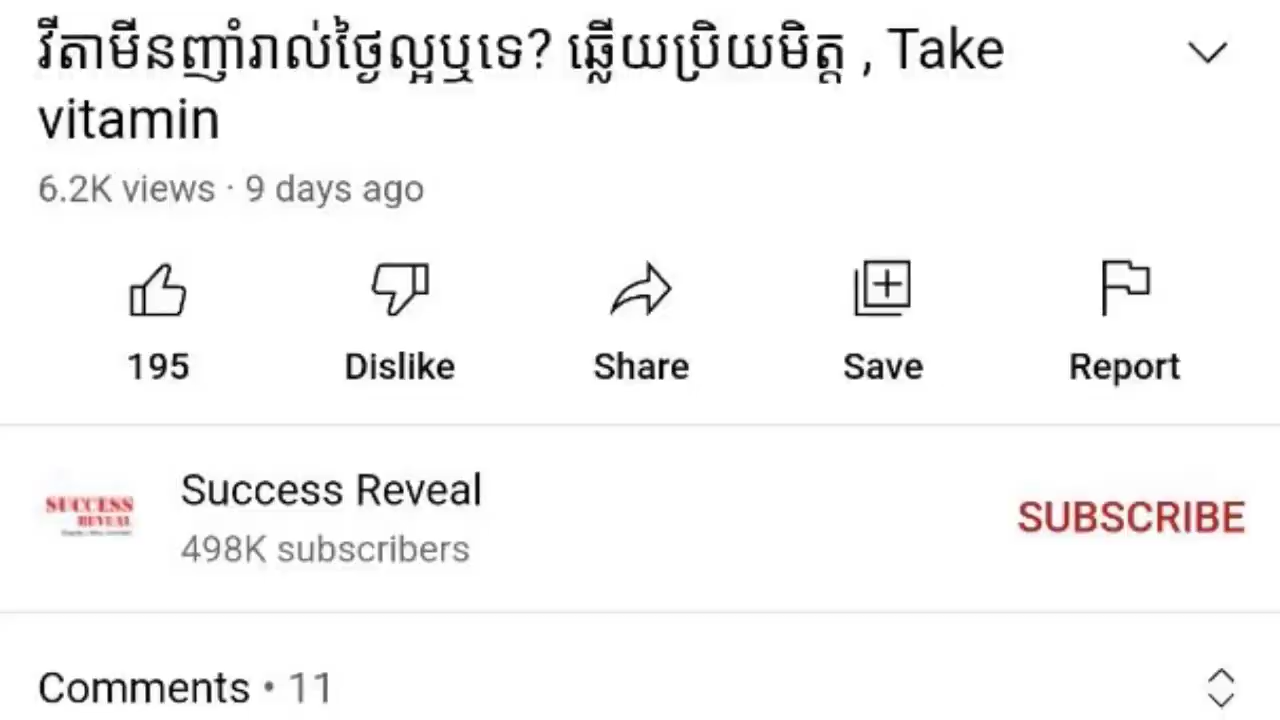 វីតាមីនញ៉ាំរាល់ថ្ងៃល្អឬទេ? ឆ្លើយប្រិយមិត្ត , Take
vitamin
6.2K views · 9 days ago
195
Dislike
Share
Save
Report
SUCCESS
REVEAL
Success Reveal
498K subscribers
SUBSCRIBE
Comments • 11